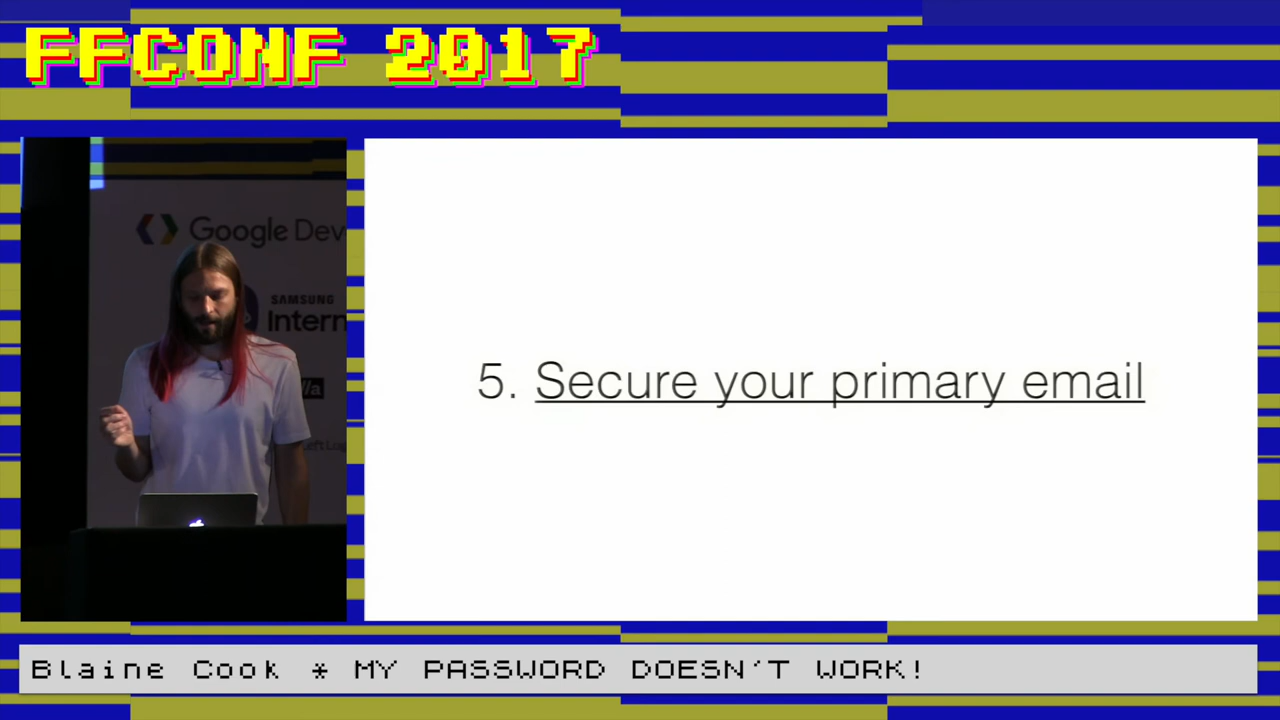 FFCONF 2017
Google Dev
SAMSUNG
Intern
5. Secure your primary email
Blaine Cook * MY PASSWORD DOESN'T WORK!